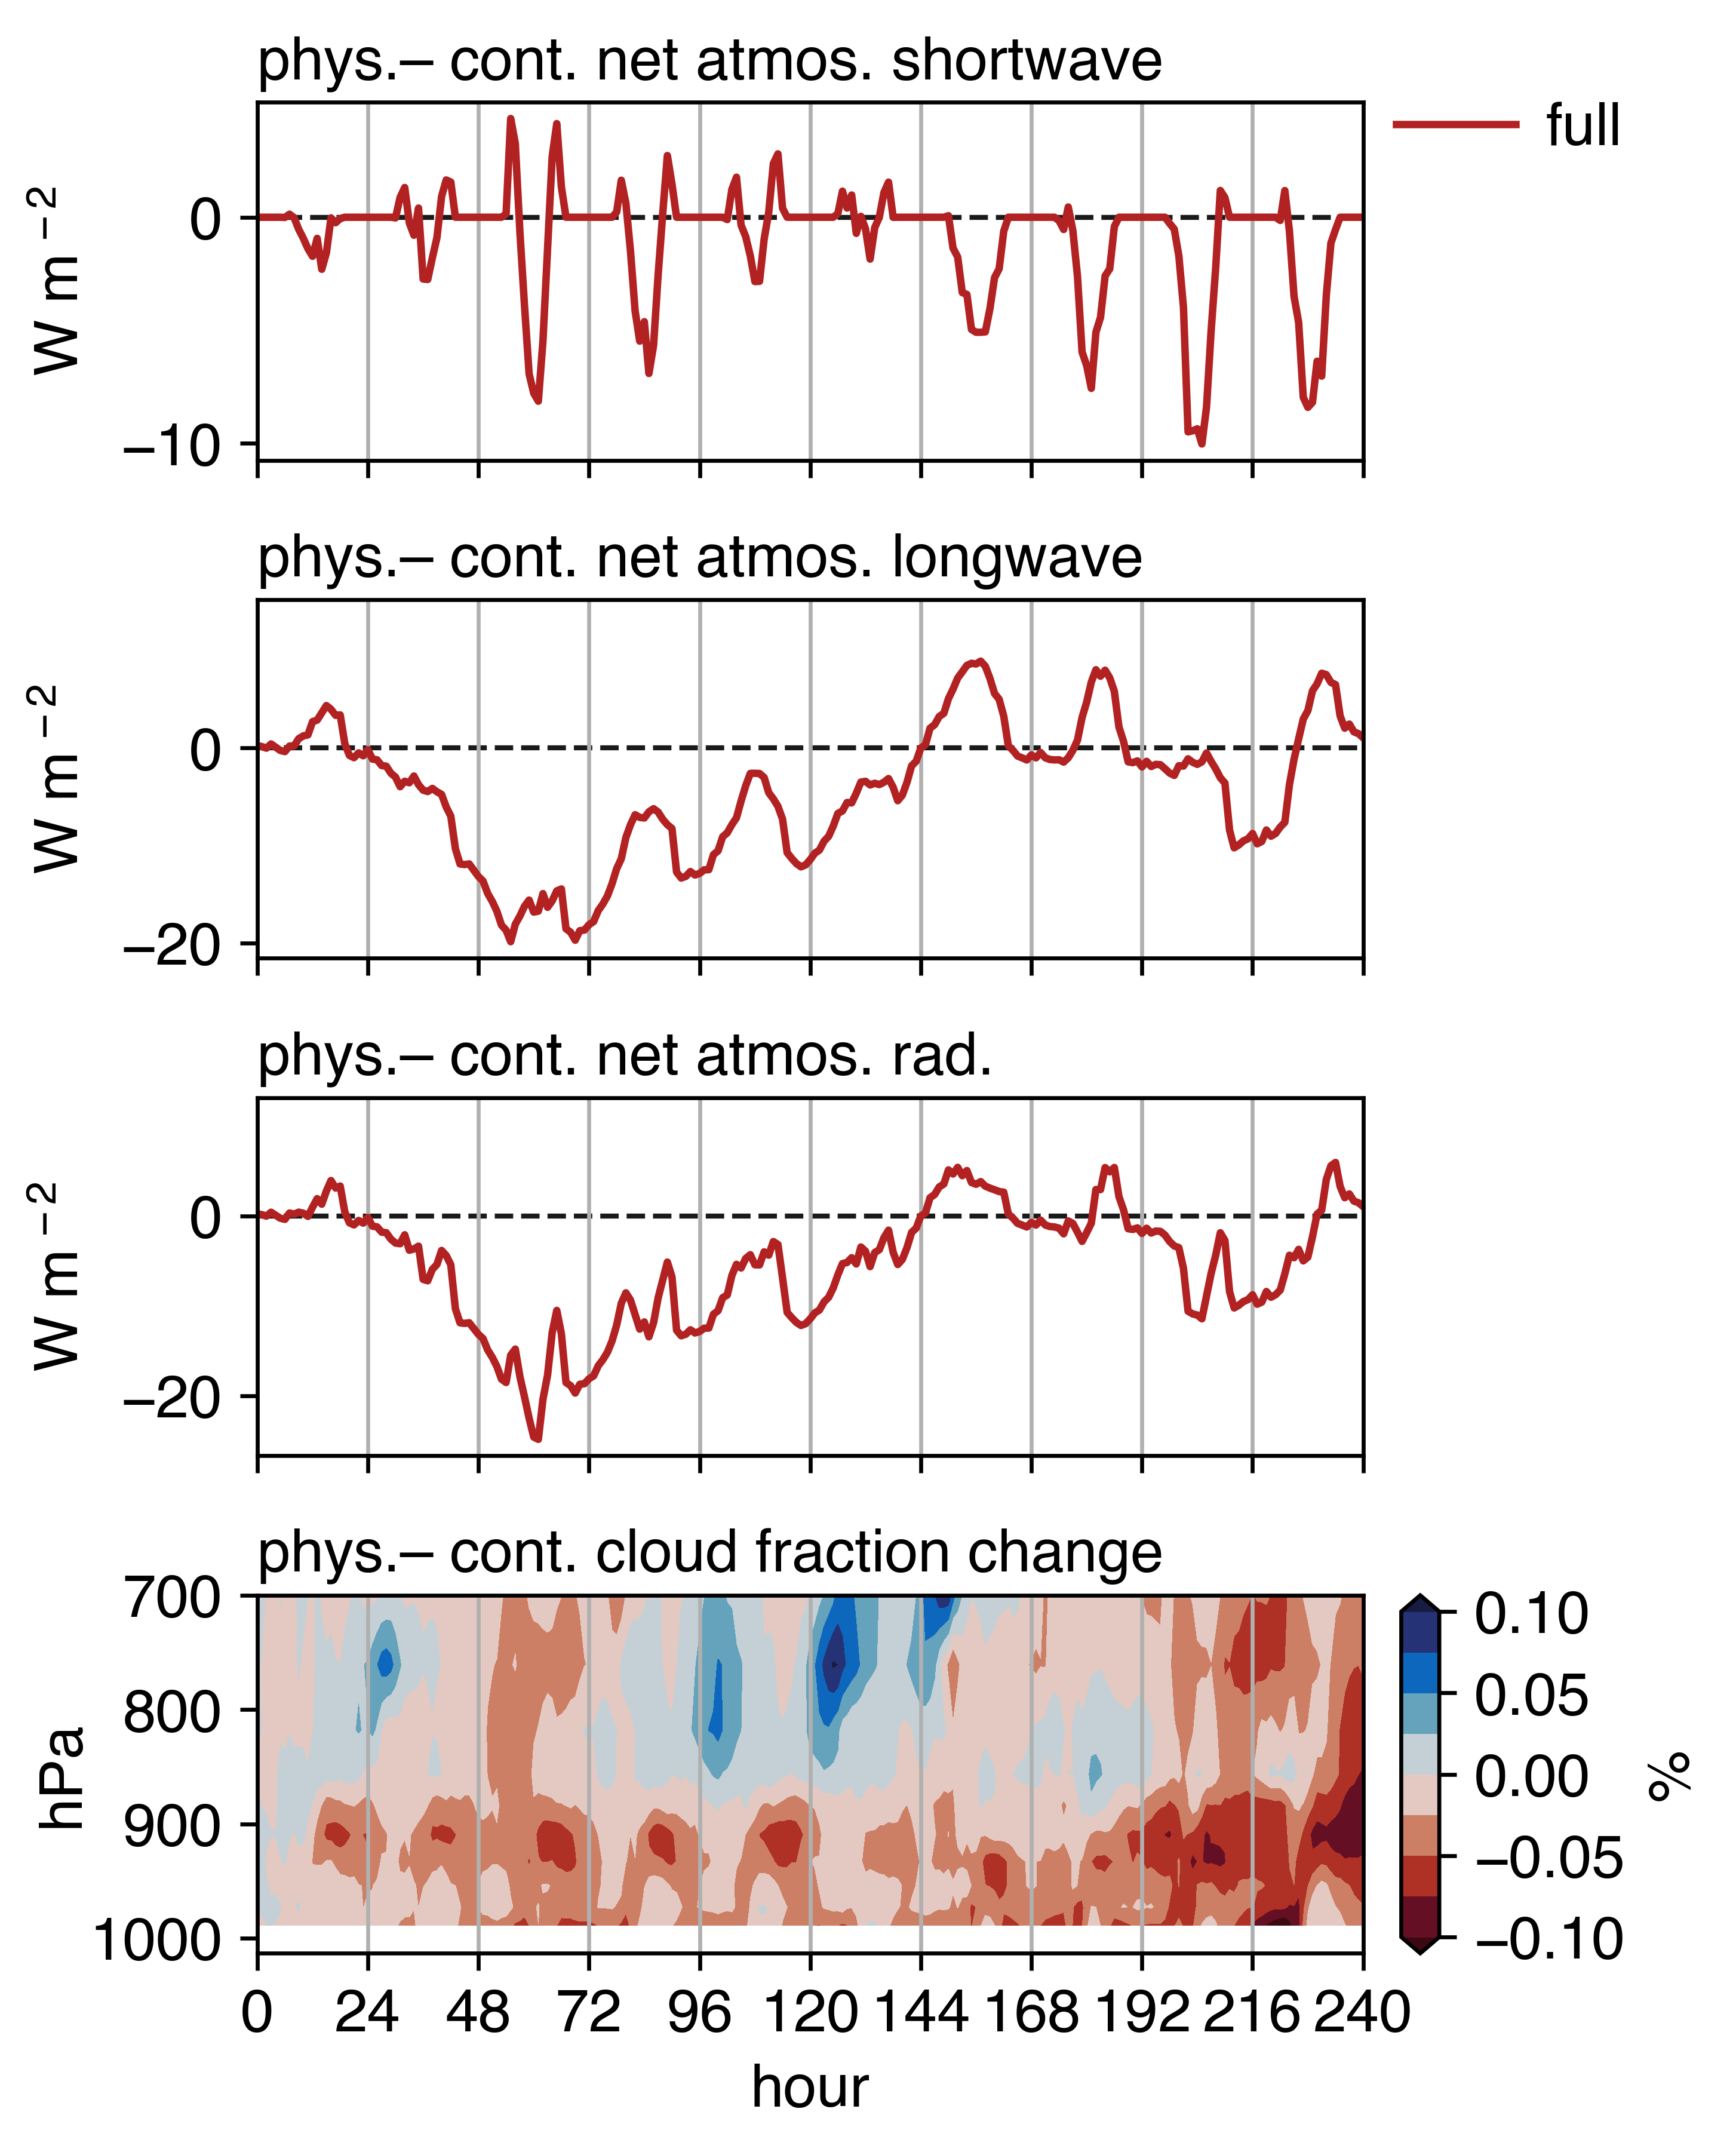 phys.– cont. net atmos. shortwave
full
0
−10
W m −2
phys.– cont. net atmos. longwave
0
−20
W m −2
phys.– cont. net atmos. rad.
0
−20
W m −2
phys.– cont. cloud fraction change
700
800
900
1000
hPa
0.10
0.05
0.00
−0.05
−0.10
%
0 24 48 72 96 120 144 168 192 216 240
hour